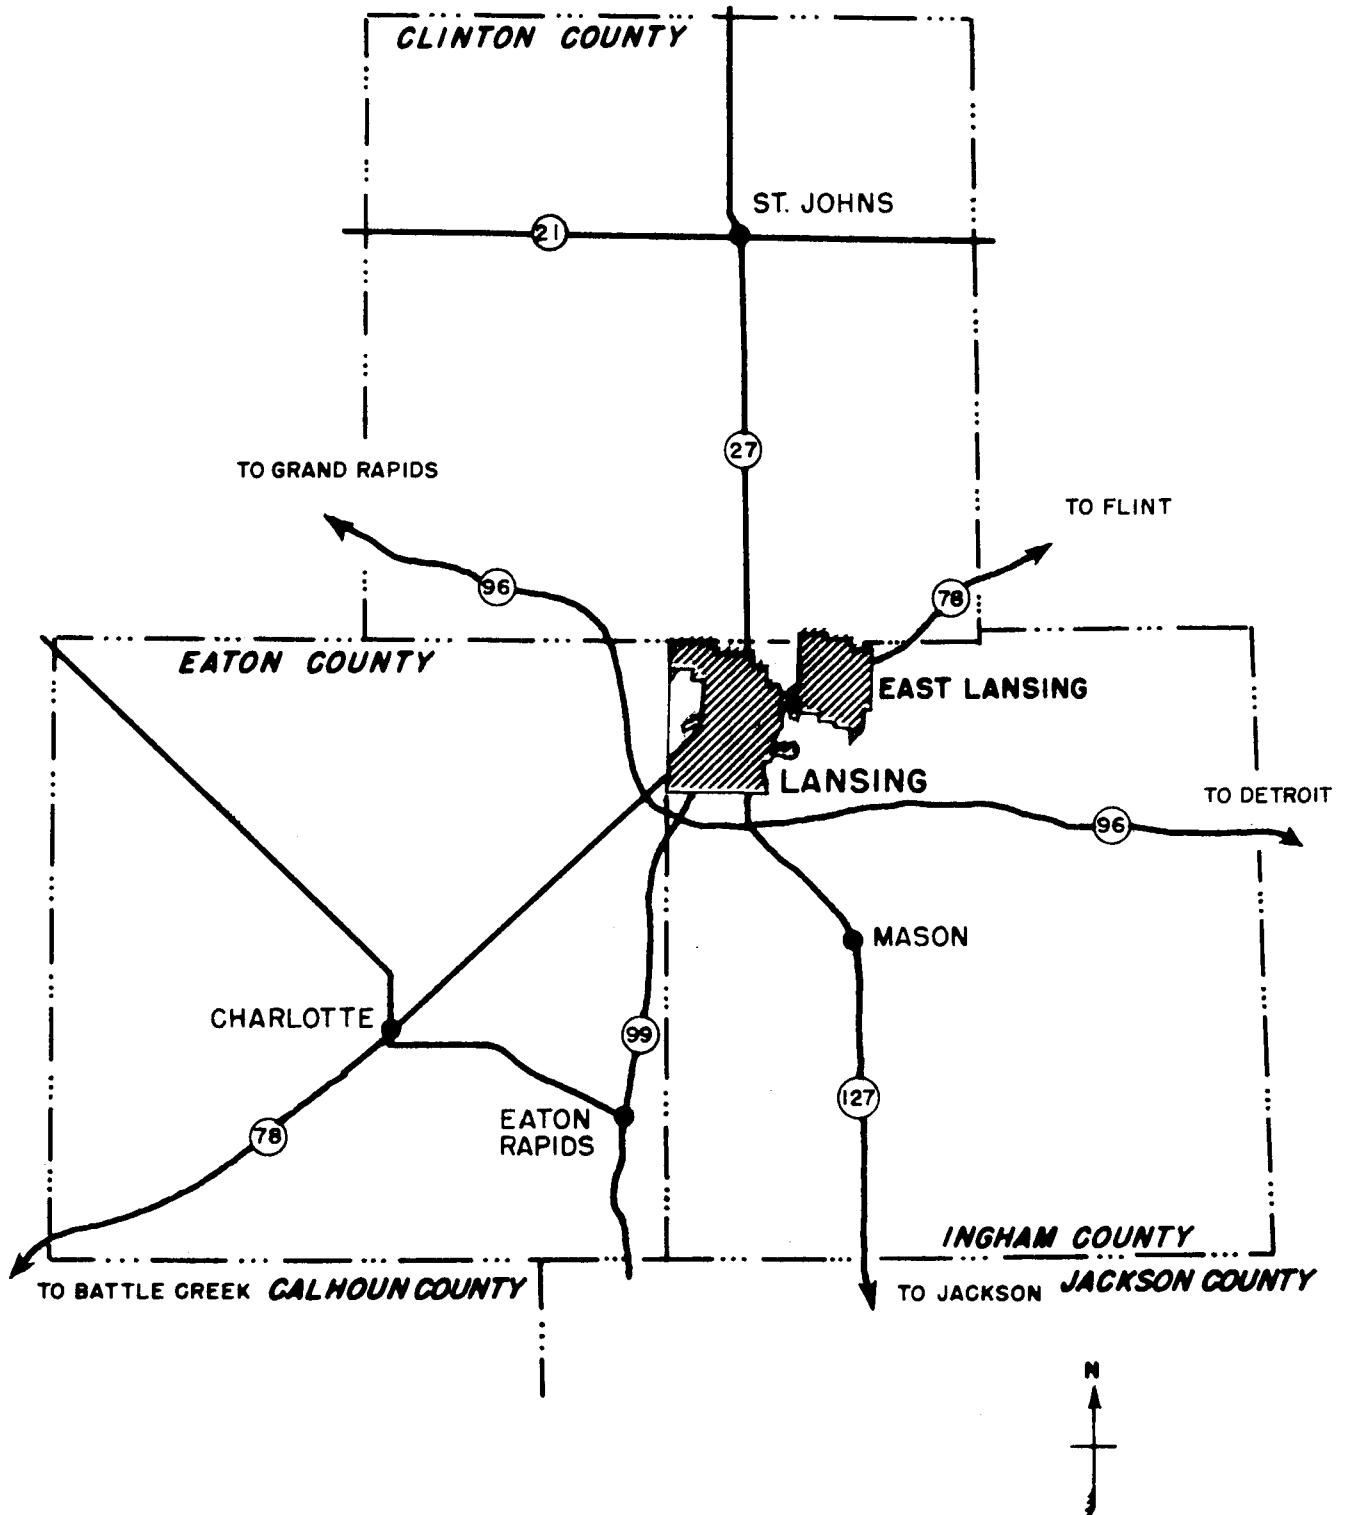 CLINTON COUNTY
ST. JOHNS
21
27
TO GRAND RAPIDS
TO FLINT
96
78
EATON COUNTY
EAST LANSING
LANSING
TO DETROIT
96
MASON
CHARLOTTE
99
127
EATON
RAPIDS
78
INGHAM COUNTY
TO BATTLE CREEK
CALHOUN COUNTY
TO JACKSON
JACKSON COUNTY
N